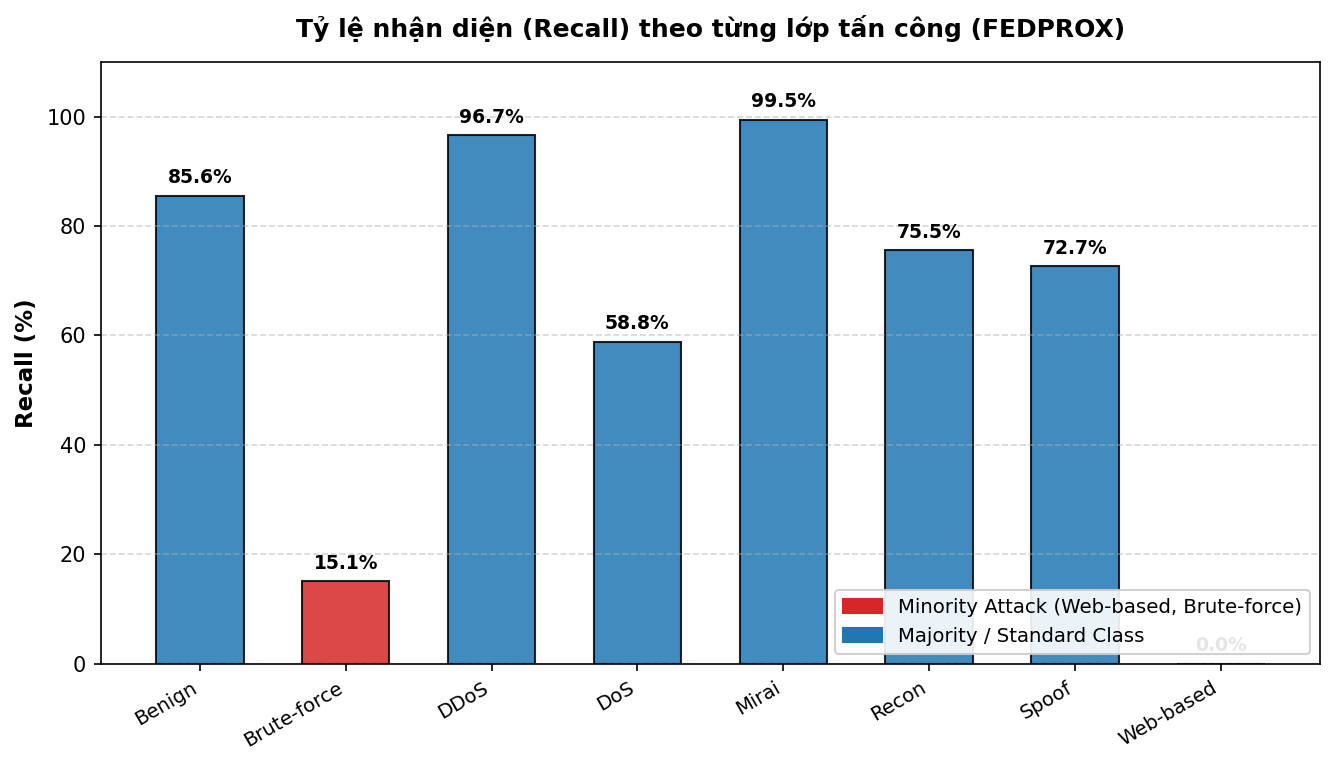 Tỷ lệ nhận diện (Recall) theo từng lớp tấn công (FEDPROX)
Recall (%)
100
80
60
40
20
0
85.6%
15.1%
96.7%
58.8%
99.5%
75.5%
72.7%
0.0%
Minority Attack (Web-based, Brute-force)
Majority / Standard Class
Benign
Brute-force
DDoS
DoS
Mirai
Recon
Spoof
Web-based